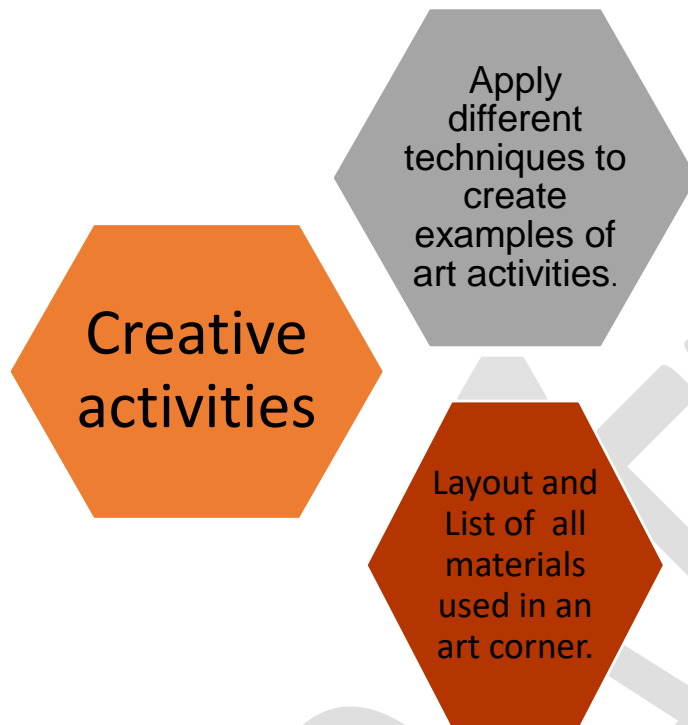 Apply
different
techniques to
create
examples of
art activities.
Creative
activities
Layout and
List of all
materials
used in an
art corner.